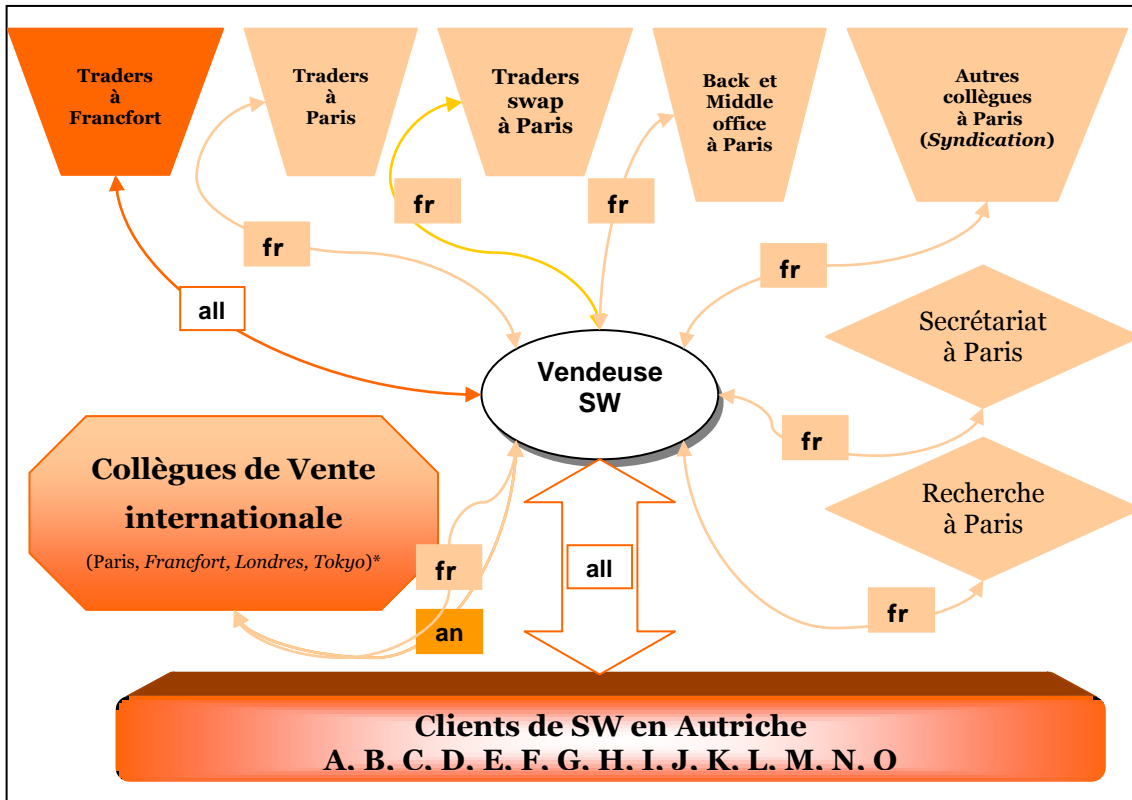 Traders
à
Francfort
Traders
à
Paris
Traders
swap
à Paris
Back et
Middle
office
à Paris
Autres
collègues
à Paris
(Syndication)
fr
fr
fr
fr
all
Vendeuse
SW
Secrétariat
à Paris
fr
Recherche
à Paris
fr
Collègues de Vente
internationale
(Paris, Francfort, Londres, Tokyo)*
fr
an
all
Clients de SW en Autriche
A, B, C, D, E, F, G, H, I, J, K, L, M, N, O